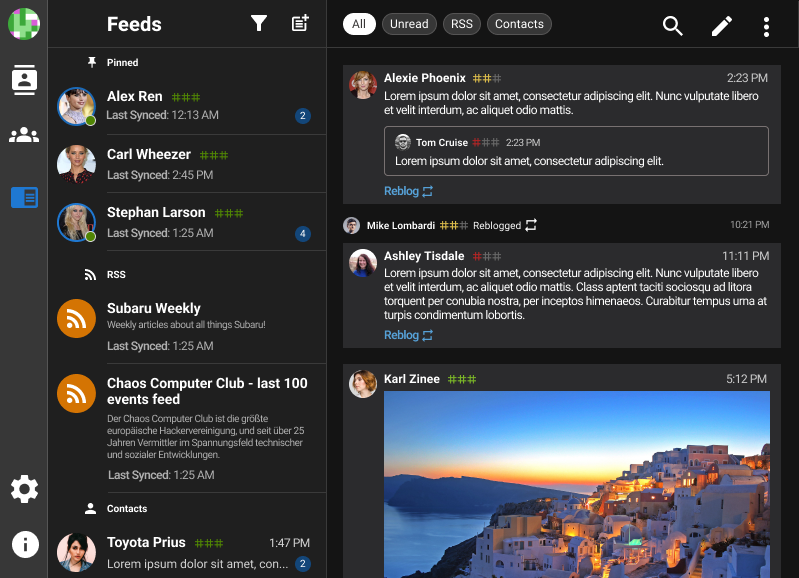 Feeds
Pinned
Alex Ren ###
Last Synced: 12:13 AM
2
Carl Wheezer ###
Last Synced: 2:45 PM
Stephan Larson ###
Last Synced: 1:25 AM
4
RSS
Subaru Weekly
Weekly articles about all things Subaru!
Last Synced: 1:25 AM
Chaos Computer Club - last 100
events feed
Der Chaos Computer Club ist die größte
europäische Hackervereinigung, und seit über 25
Jahren Vermittler im Spannungsfeld technischer
und sozialer Entwicklungen.
Last Synced: 1:25 AM
Contacts
Toyota Prius ### 1:47 PM
Lorem ipsum dolor sit amet, con... 2
All Unread RSS Contacts
Alexie Phoenix ### 2:23 PM
Lorem ipsum dolor sit amet, consectetur adipiscing elit. Nunc vulputate libero
et velit interdum, ac aliquet odio mattis.
Tom Cruise ### 2:23 PM
Lorem ipsum dolor sit amet, consectetur adipiscing elit.
Reblog
Mike Lombardi ### Reblogged 10:21 PM
Ashley Tisdale ### 11:11 PM
Lorem ipsum dolor sit amet, consectetur adipiscing elit. Nunc vulputate libero
et velit interdum, ac aliquet odio mattis. Class aptent taciti sociosqu ad litora
torquent per conubia nostra, per inceptos himenaeos. Curabitur tempus urna at
turpis condimentum lobortis.
Reblog
Karl Zinee ### 5:12 PM